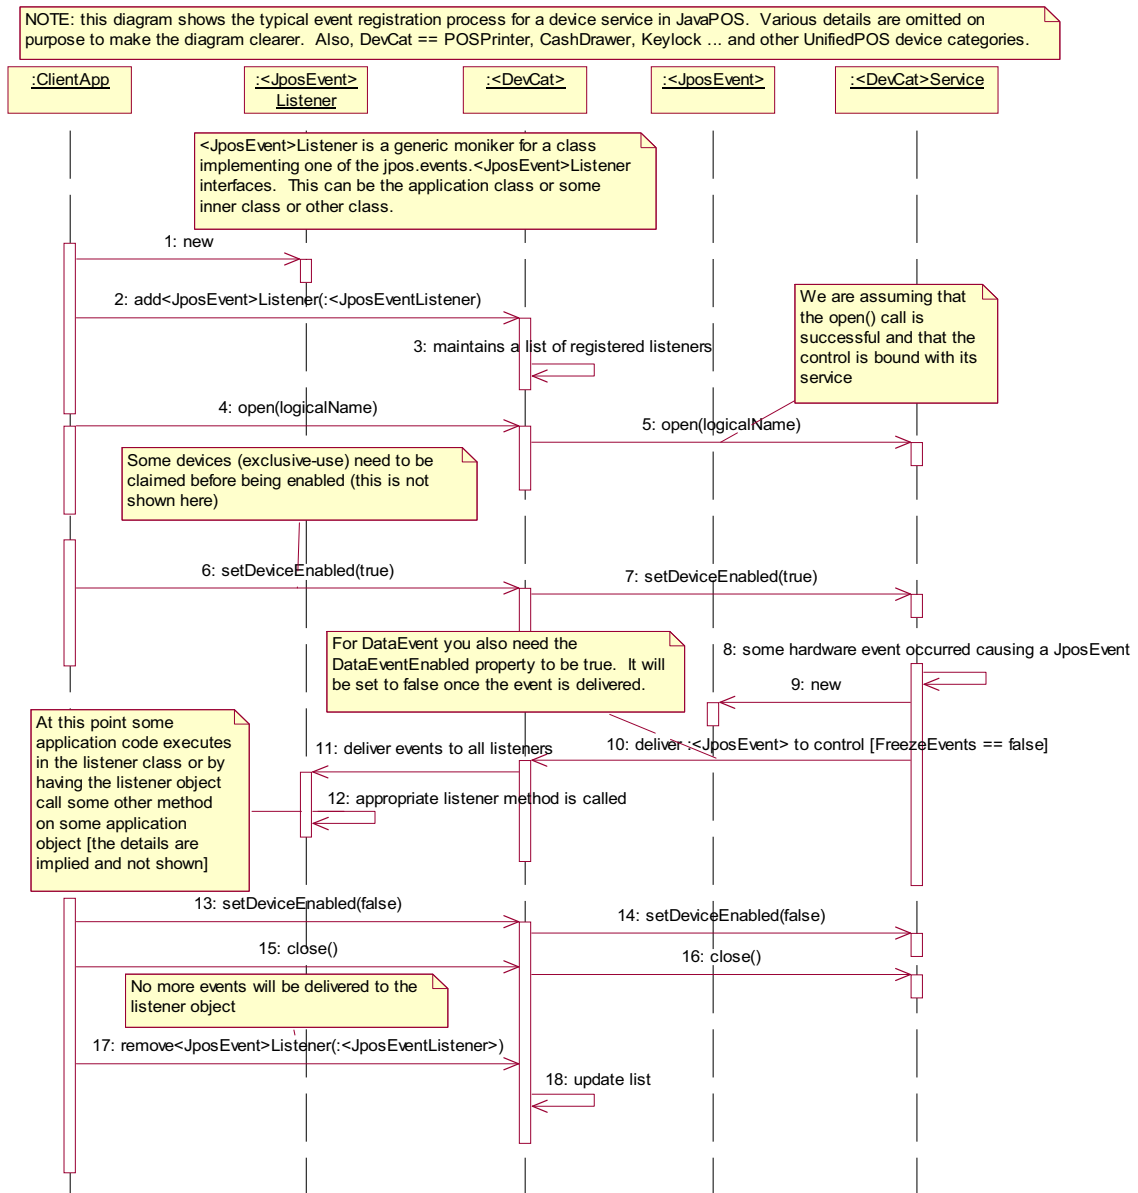 NOTE: this diagram shows the typical event registration process for a device service in JavaPOS.  Various details are omitted on
purpose to make the diagram clearer.  Also, DevCat == POSPrinter, CashDrawer, Keylock ... and other UnifiedPOS device categories.
:ClientApp
:<JposEvent>
Listener
:<DevCat>
:<JposEvent>
:<DevCat>Service
<JposEvent>Listener is a generic moniker for a class
implementing one of the jpos.events.<JposEvent>Listener
interfaces.  This can be the application class or some
inner class or other class.
1: new
2: add<JposEvent>Listener(:<JposEventListener)
We are assuming that
the open() call is
successful and that the
control is bound with its
service
3: maintains a list of registered listeners
4: open(logicalName)
5: open(logicalName)
Some devices (exclusive-use) need to be
claimed before being enabled (this is not
shown here)
6: setDeviceEnabled(true)
7: setDeviceEnabled(true)
For DataEvent you also need the
DataEventEnabled property to be true.  It will
be set to false once the event is delivered.
8: some hardware event occurred causing a JposEvent
9: new
At this point some
application code executes
in the listener class or by
having the listener object
call some other method
on some application
object [the details are
implied and not shown]
10: deliver :<JposEvent> to control [FreezeEvents == false]
11: deliver events to all listeners
12: appropriate listener method is called
13: setDeviceEnabled(false)
14: setDeviceEnabled(false)
15: close()
16: close()
No more events will be delivered to the
listener object
17: remove<JposEvent>Listener(:<JposEventListener>)
18: update list